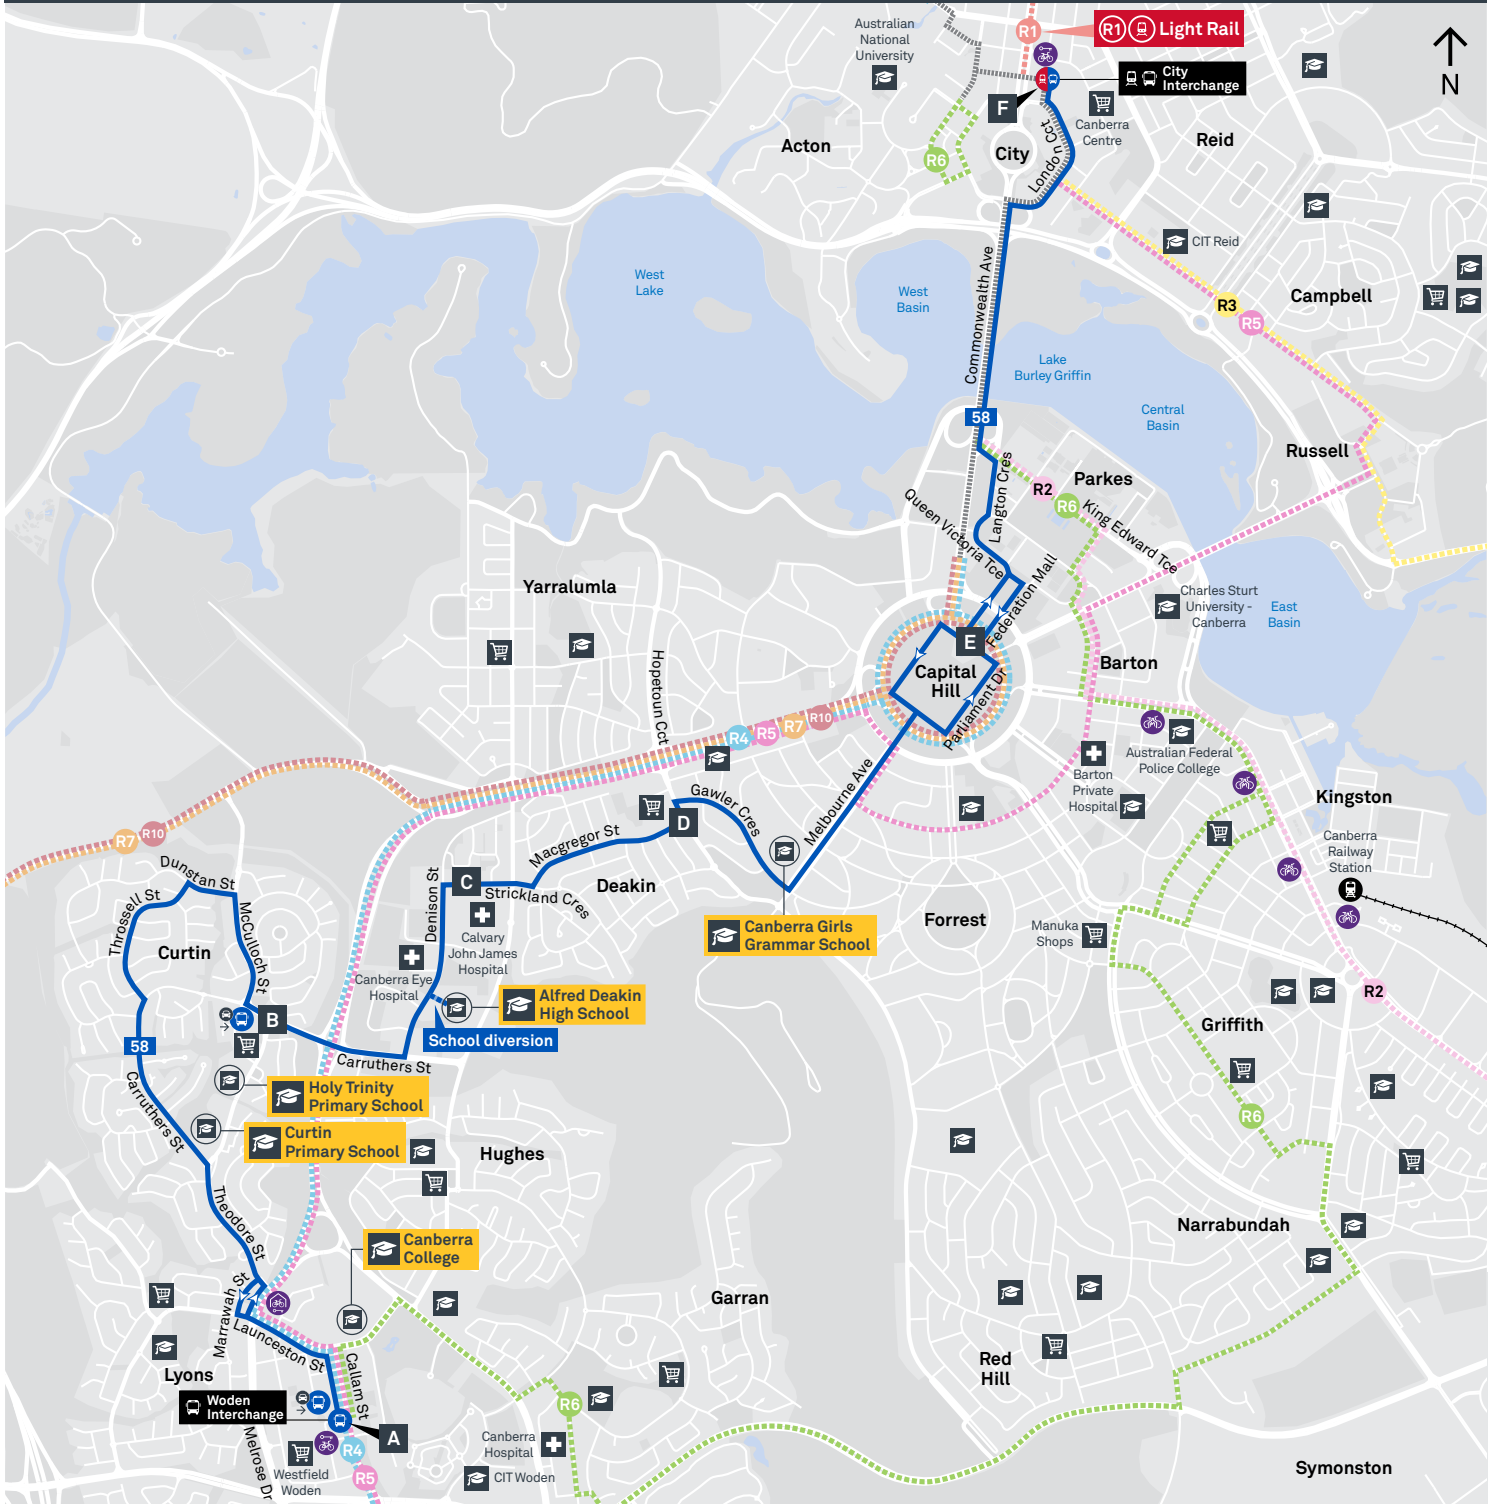 Australian
National
University
R1
R1 Light Rail
City
Interchange
N
F
Canberra
Centre
Acton
R6
City
London Cct
Reid
CIT Reid
West
Lake
West
Basin
Commonwealth Ave
Campbell
R3
R5
Lake
Burley Griffin
58
Central
Basin
Russell
Langton Cres
R2
Parkes
R6
King Edward Tce
Queen Victoria Tce
Federation Mall
Yarralumla
Charles Sturt
University -
Canberra
East
Basin
E
Capital
Hill
Parliament Dr
Barton
Hopetoun Cct
R4
R5
R7
R10
Australian Federal
Police College
Barton
Private
Hospital
Kingston
Canberra
Railway
Station
Gawler Cres
Melbourne Ave
D
Macgregor St
R7
R10
Dunstan St
Throssell St
McCulloch St
Curtin
Denison St
C
Strickland Cres
Deakin
Calvary
John James
Hospital
Canberra Eye
Hospital
Canberra Girls
Grammar School
Forrest
Manuka
Shops
Alfred Deakin
High School
School diversion
R2
Griffith
B
58
Carruthers St
Carruthers St
Holy Trinity
Primary School
Curtin
Primary School
Hughes
R6
Theodore St
Narrabundah
Canberra
College
Marrawah St
Launceston St
Callam St
Garran
Lyons
Red
Hill
Woden
Interchange
A
R6
Melrose Dr
R4
R5
Westfield
Woden
Canberra
Hospital
CIT Woden
Symonston